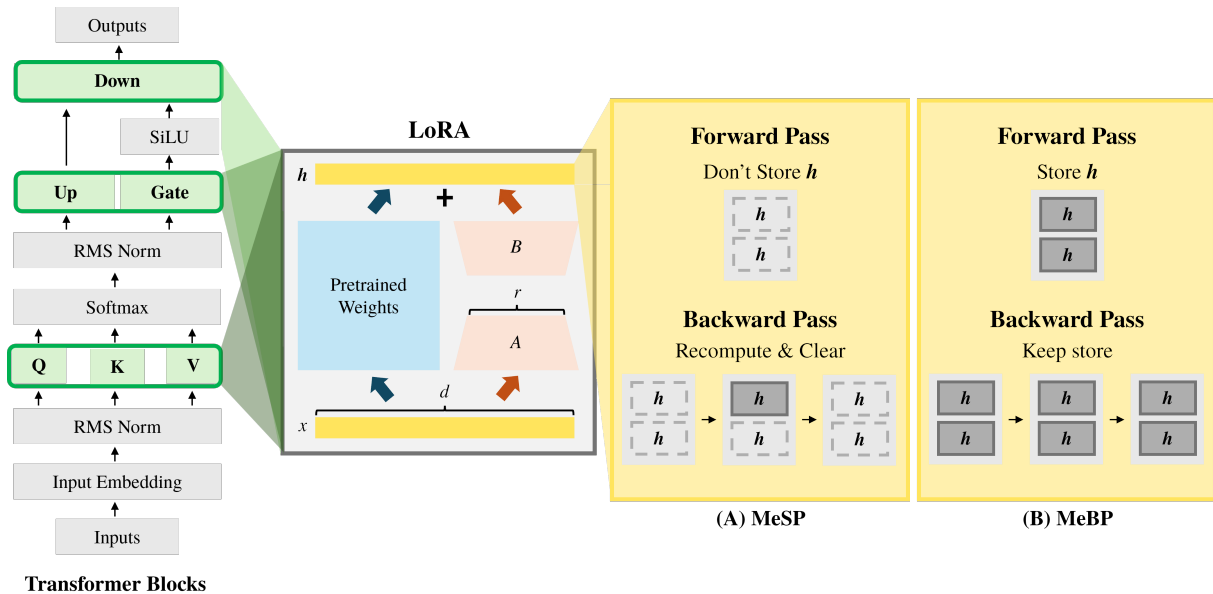 Outputs
Down
SiLU
Up
Gate
RMS Norm
Softmax
Q
K
V
RMS Norm
Input Embedding
Inputs
Transformer Blocks
LoRA
h
+
Pretrained
Weights
B
r
A
d
x
Forward Pass
Don't Store h
h
h
Backward Pass
Recompute & Clear
h
h
h
h
h
h
(A) MeSP
Forward Pass
Store h
h
h
Backward Pass
Keep store
h
h
h
h
h
h
(B) MeBP